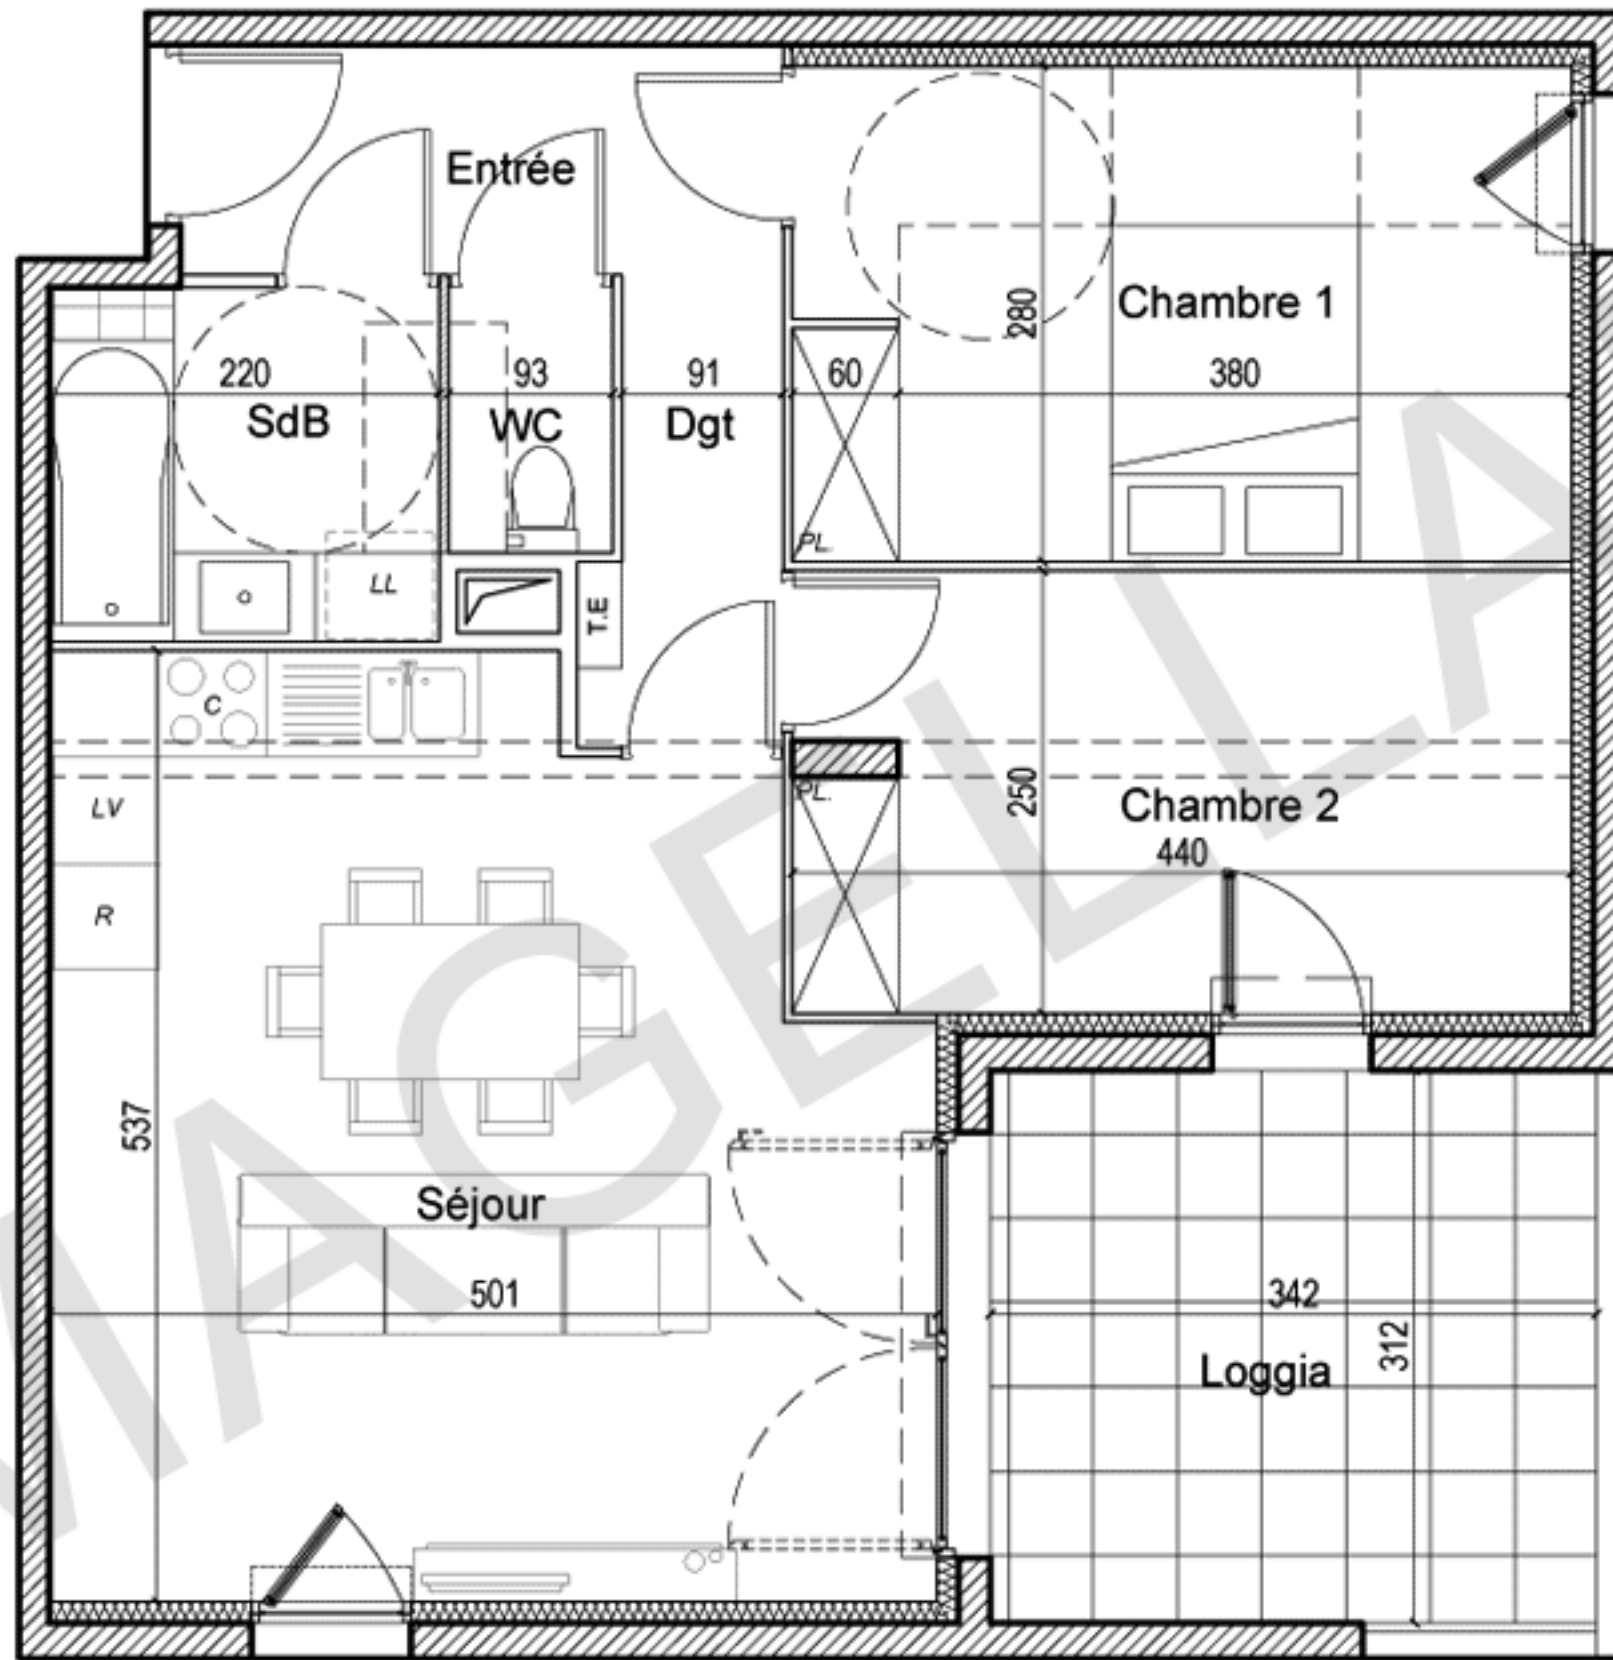 Entrée
Chambre 1
280
220
93
91
60
380
SdB
WC
Dgt
PL.
LL
T.E
C
LV
PL.
250
Chambre 2
440
R
537
Séjour
501
342
312
Loggia
MAGELLA